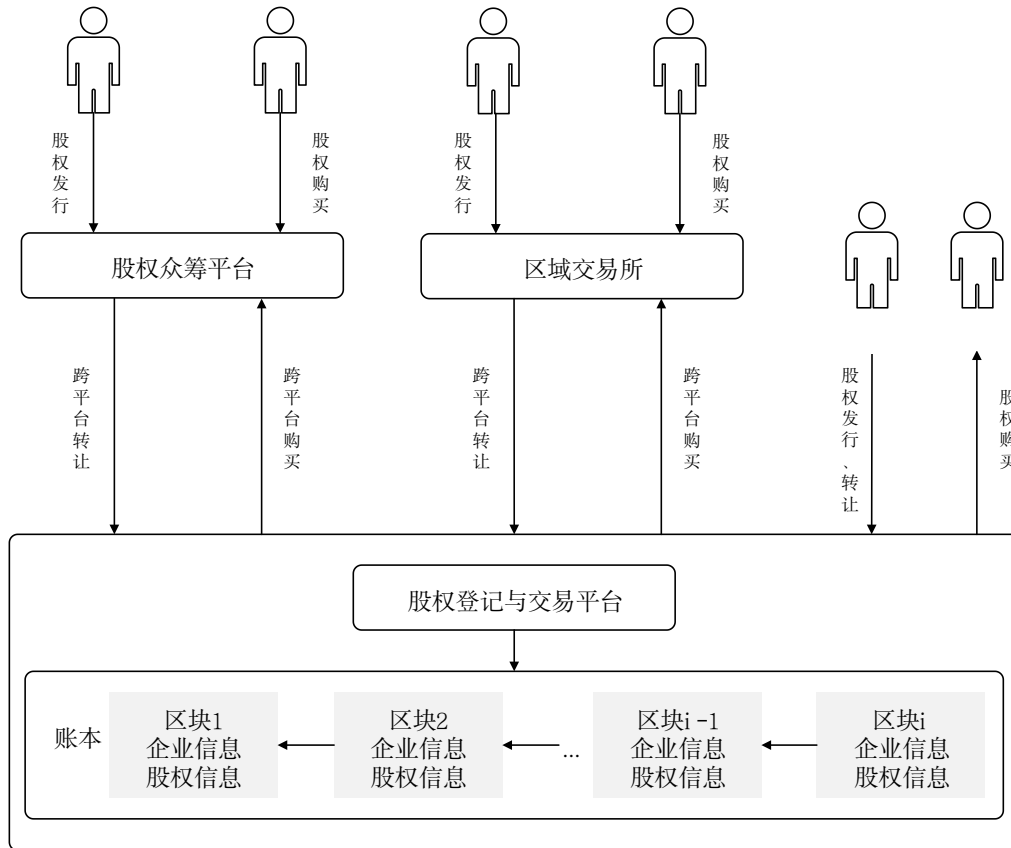 股权发行
股权购买
股权发行
股权购买
股权众筹平台
区域交易所
跨平台转让
跨平台购买
跨平台转让
跨平台购买
股权发行、转让
股权购买
股权登记与交易平台
账本
区块1
企业信息
股权信息
区块2
企业信息
股权信息
...
区块i-1
企业信息
股权信息
区块i
企业信息
股权信息